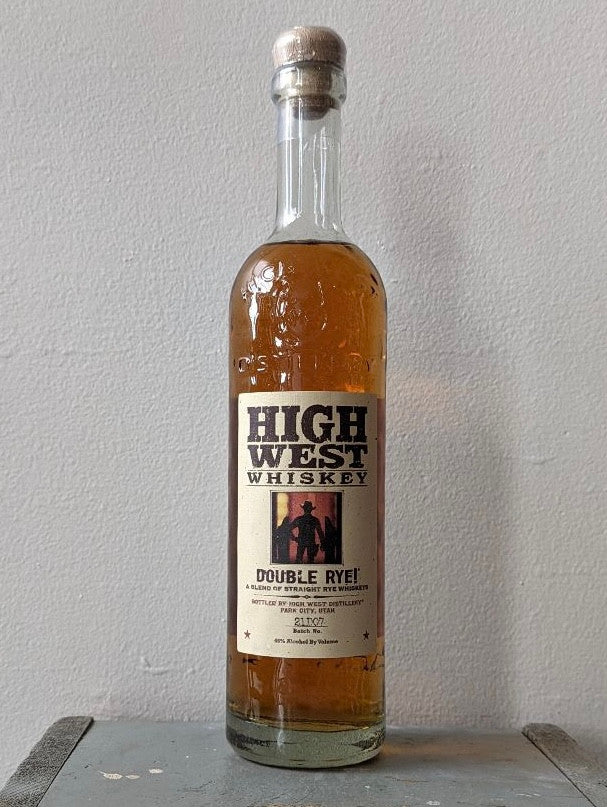 DISTILLERY
HIGH
WEST
WHISKEY
DOUBLE RYE!
A BLEND OF STRAIGHT RYE WHISKEYS
BOTTLED BY HIGH WEST DISTILLERY®
PARK CITY, UTAH
21D07
Batch No.
46% Alcohol By Volume